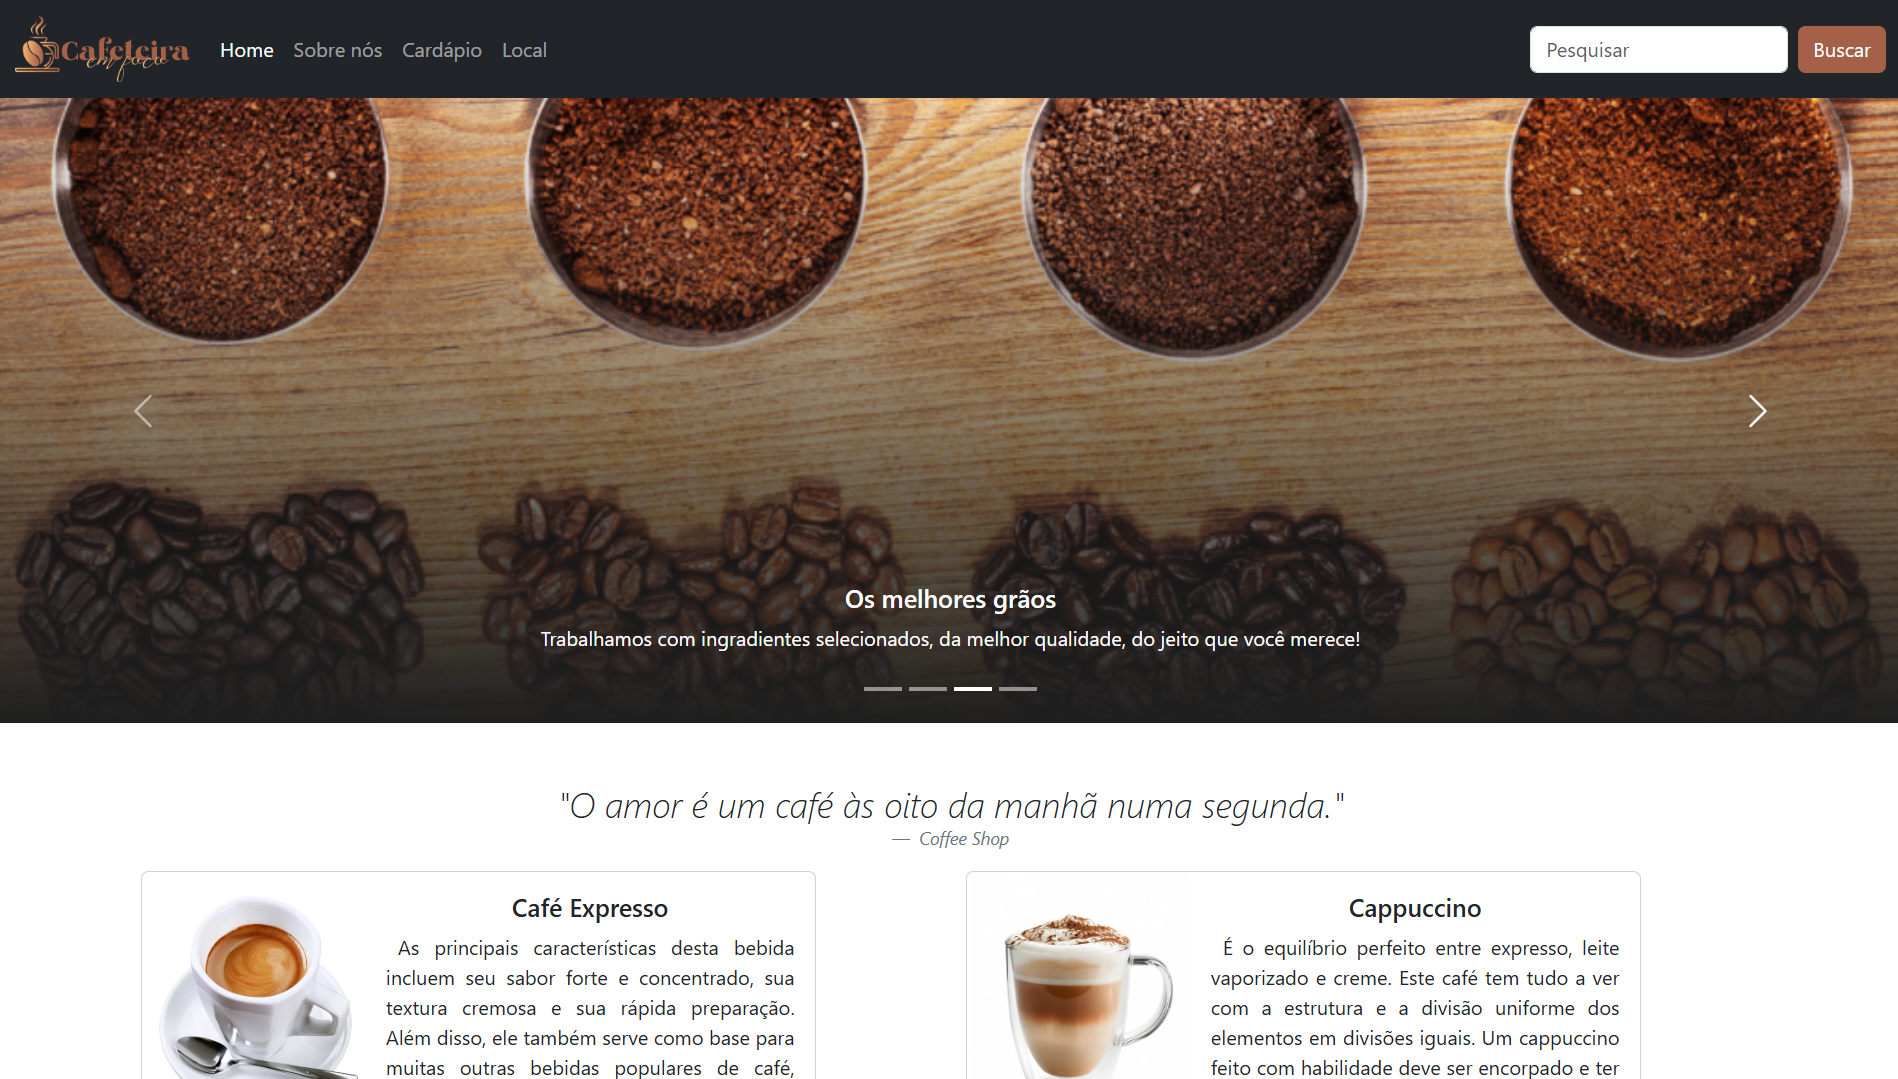 Cafeteira
em foco
Home Sobre nós Cardápio Local
Pesquisar Buscar
Os melhores grãos
Trabalhamos com ingredientes selecionados, da melhor qualidade, do jeito que você merece!
"O amor é um café às oito da manhã numa segunda."
— Coffee Shop
Café Expresso
As principais características desta bebida
incluem seu sabor forte e concentrado, sua
textura cremosa e sua rápida preparação.
Além disso, ele também serve como base para
muitas outras bebidas populares de café,
Cappuccino
É o equilíbrio perfeito entre expresso, leite
vaporizado e creme. Este café tem tudo a ver
com a estrutura e a divisão uniforme dos
elementos em divisões iguais. Um cappuccino
feito com habilidade deve ser encorpado e ter